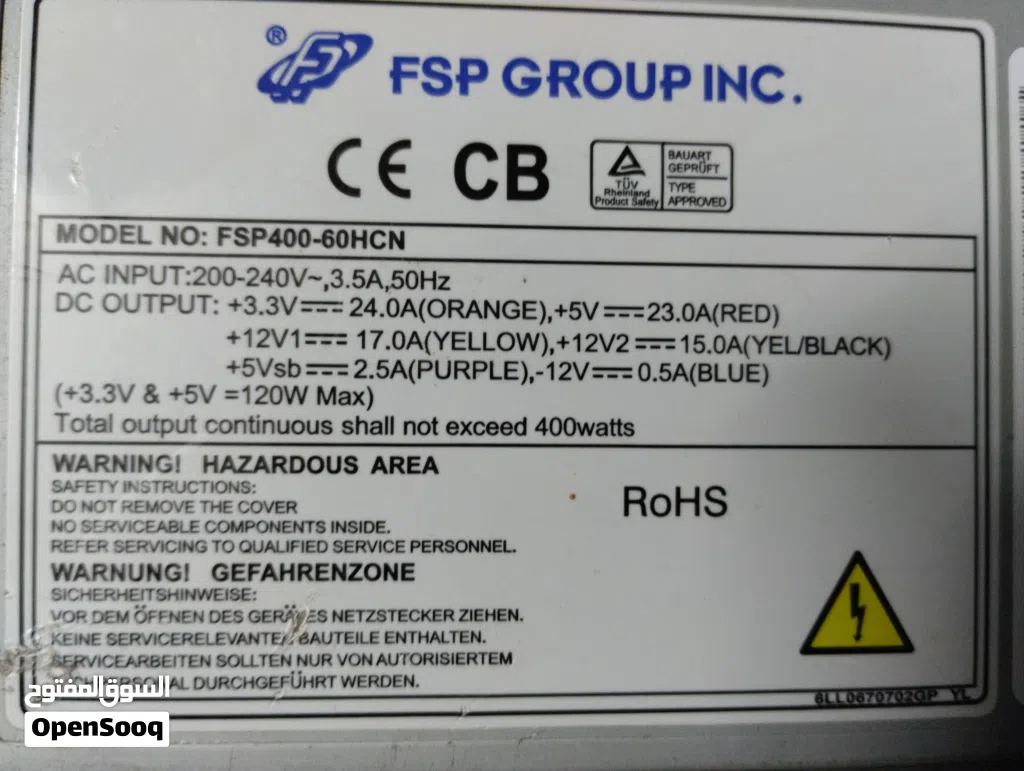 ® FSP GROUP INC.
CE CB
TÜV
Rheinland
Product Safety
BAUART
GEPRÜFT
TYPE
APPROVED
MODEL NO: FSP400-60HCN
AC INPUT:200-240V~,3.5A,50Hz
DC OUTPUT: +3.3V⎓24.0A(ORANGE),+5V⎓23.0A(RED)
+12V1⎓ 17.0A(YELLOW),+12V2⎓15.0A(YEL/BLACK)
+5Vsb⎓2.5A(PURPLE),-12V⎓0.5A(BLUE)
(+3.3V & +5V =120W Max)
Total output continuous shall not exceed 400watts
WARNING! HAZARDOUS AREA
SAFETY INSTRUCTIONS:
DO NOT REMOVE THE COVER
NO SERVICEABLE COMPONENTS INSIDE.
REFER SERVICING TO QUALIFIED SERVICE PERSONNEL.
RoHS
WARNUNG! GEFAHRENZONE
SICHERHEITSHINWEISE:
VOR DEM ÖFFENEN DES GERÄTES NETZSTECKER ZIEHEN.
KEINE SERVICERELEVANTEN BAUTEILE ENTHALTEN.
SERVICEARBEITEN SOLLTEN NUR VON AUTORISIERTEM
DURCHGEFÜHRT WERDEN.
6LL0670702GP YL
السوق المفتوح
OpenSooq